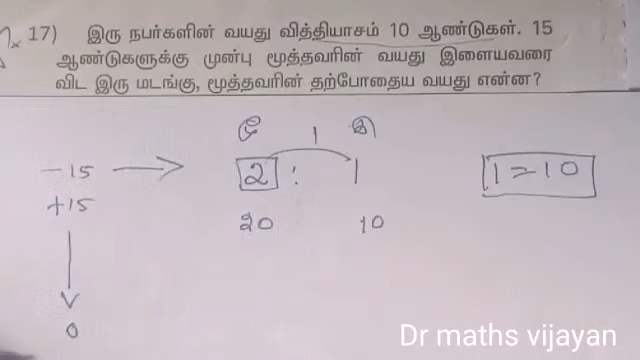 17) இரு நபர்களின் வயது வித்தியாசம் 10 ஆண்டுகள். 15
ஆண்டுகளுக்கு முன்பு மூத்தவரின் வயது இளையவரை
விட இரு மடங்கு, மூத்தவரின் தற்போதைய வயது என்ன?
மூ 1 இ
-15 → 2 : 1 1=10
+15
20 10
0
Dr maths vijayan